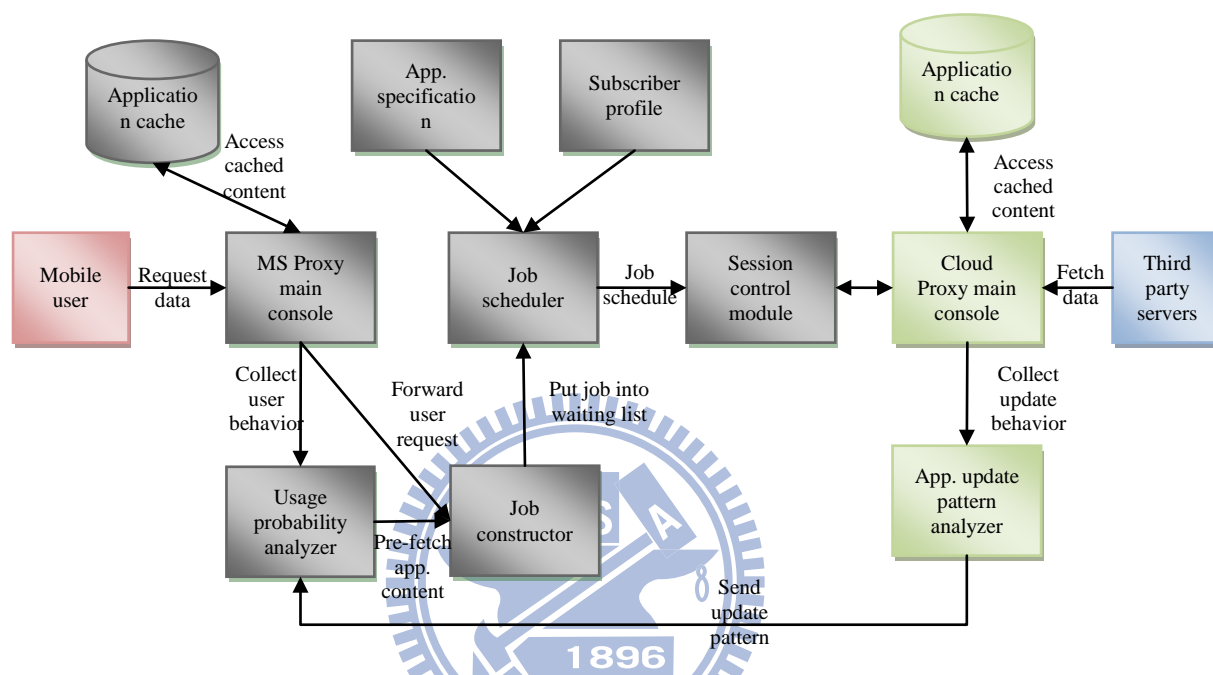 Applicatio
n cache
App.
specificatio
n
Subscriber
profile
Applicatio
n cache
Access
cached
content
Access
cached
content
Mobile
user
Request
data
MS Proxy
main
console
Job
scheduler
Job
schedule
Session
control
module
Cloud
Proxy main
console
Fetch
data
Third
party
servers
Collect
user
behavior
Forward
user
request
Put job into
waiting list
Collect
update
behavior
Usage
probability
analyzer
Pre-fetch
app.
content
Job
constructor
App. update
pattern
analyzer
Send
update
pattern
S
A
1896